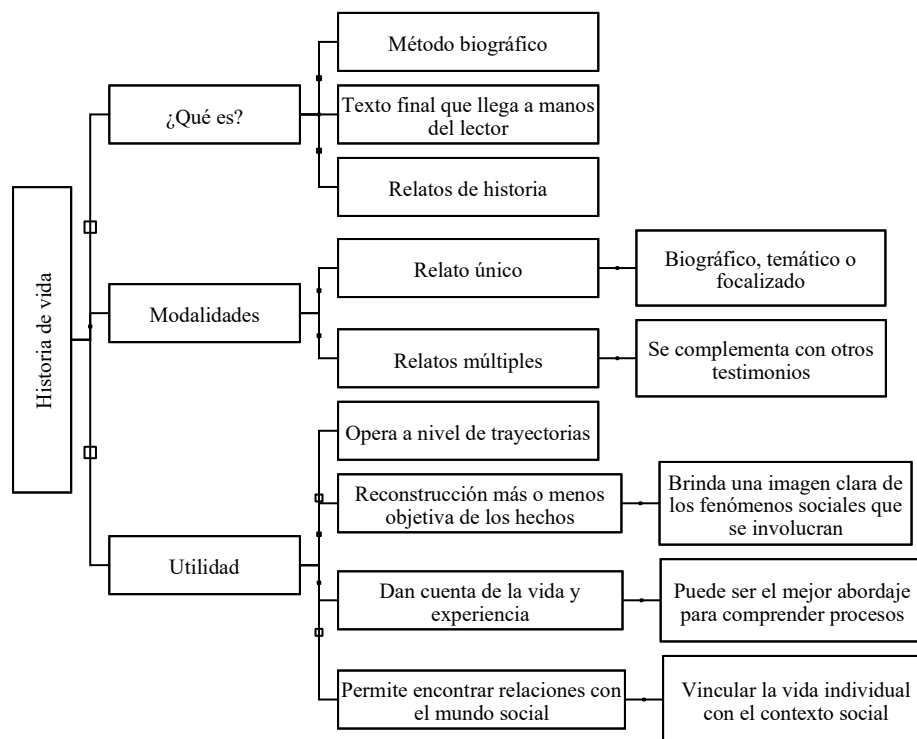 Historia de vida
¿Qué es?
Método biográfico
Texto final que llega a manos
del lector
Relatos de historia
Modalidades
Relato único
Biográfico, temático o
focalizado
Relatos múltiples
Se complementa con otros
testimonios
Utilidad
Opera a nivel de trayectorias
Reconstrucción más o menos
objetiva de los hechos
Brinda una imagen clara de
los fenómenos sociales que
se involucran
Dan cuenta de la vida y
experiencia
Puede ser el mejor abordaje
para comprender procesos
Permite encontrar relaciones con
el mundo social
Vincular la vida individual
con el contexto social